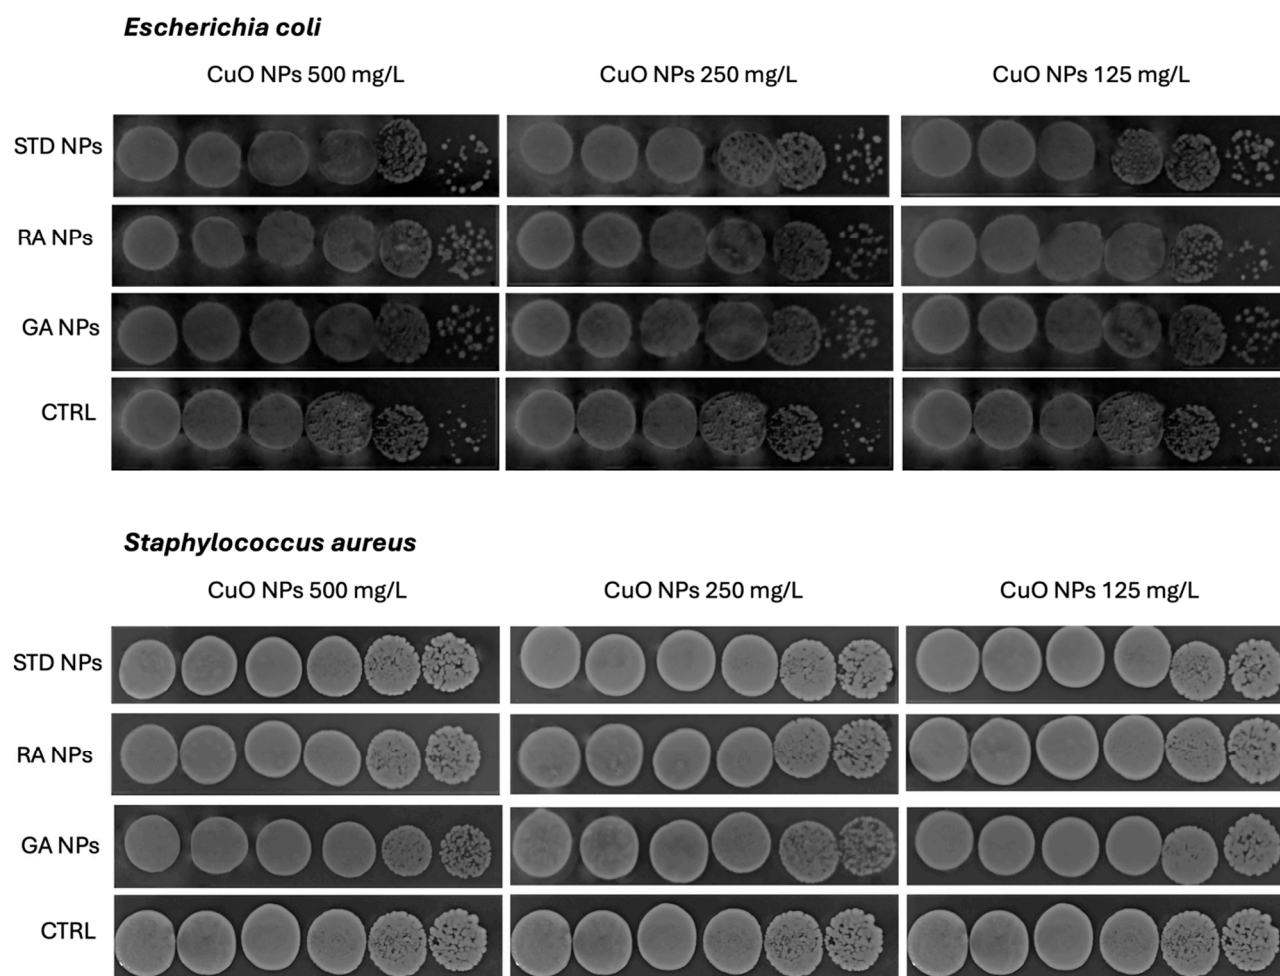 Escherichia coli
CuO NPs 500 mg/L CuO NPs 250 mg/L CuO NPs 125 mg/L
STD NPs
RA NPs
GA NPs
CTRL
Staphylococcus aureus
CuO NPs 500 mg/L CuO NPs 250 mg/L CuO NPs 125 mg/L
STD NPs
RA NPs
GA NPs
CTRL